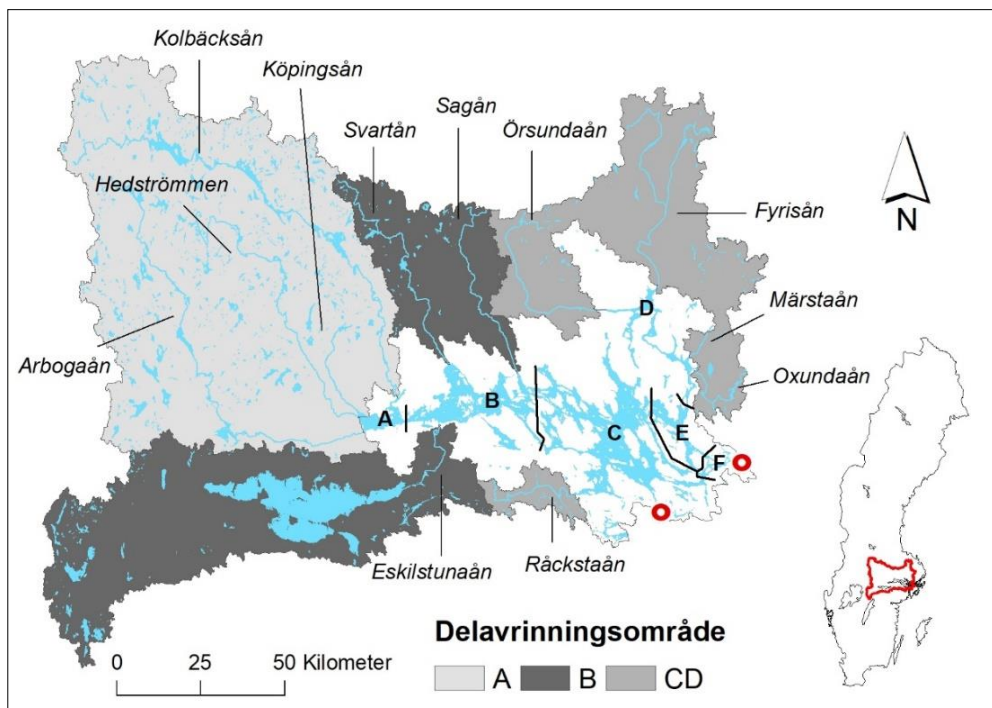 Kolbäcksån
Köpingsån
Svartån
Sagån
Örsundaån
Hedströmmen
Fyrisån
N
Märstaån
Arbogaån
Oxundaån
D
A
B
C
E
F
Eskilstunaån
Råckstaån
Delavrinningsområde
0 25 50 Kilometer
A B CD